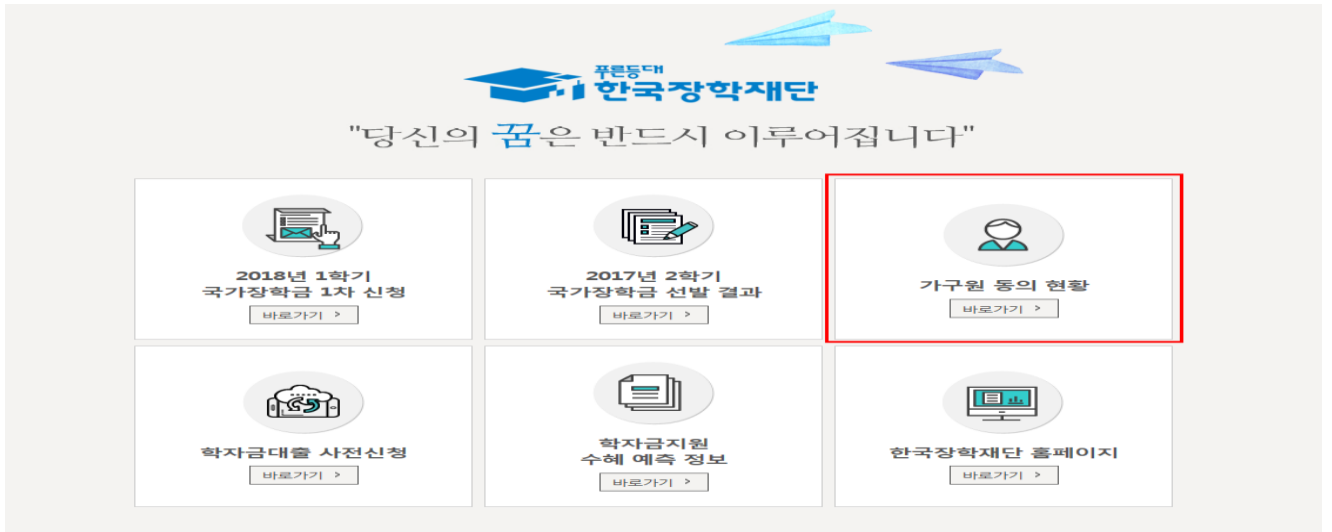 푸른등대
한국장학재단
"당신의 꿈은 반드시 이루어집니다"
2018년 1학기
국가장학금 1차 신청
바로가기 >
2017년 2학기
국가장학금 선발 결과
바로가기 >
가구원 동의 현황
바로가기 >
학자금대출 사전신청
바로가기 >
학자금지원
수혜 예측 정보
바로가기 >
한국장학재단 홈페이지
바로가기 >